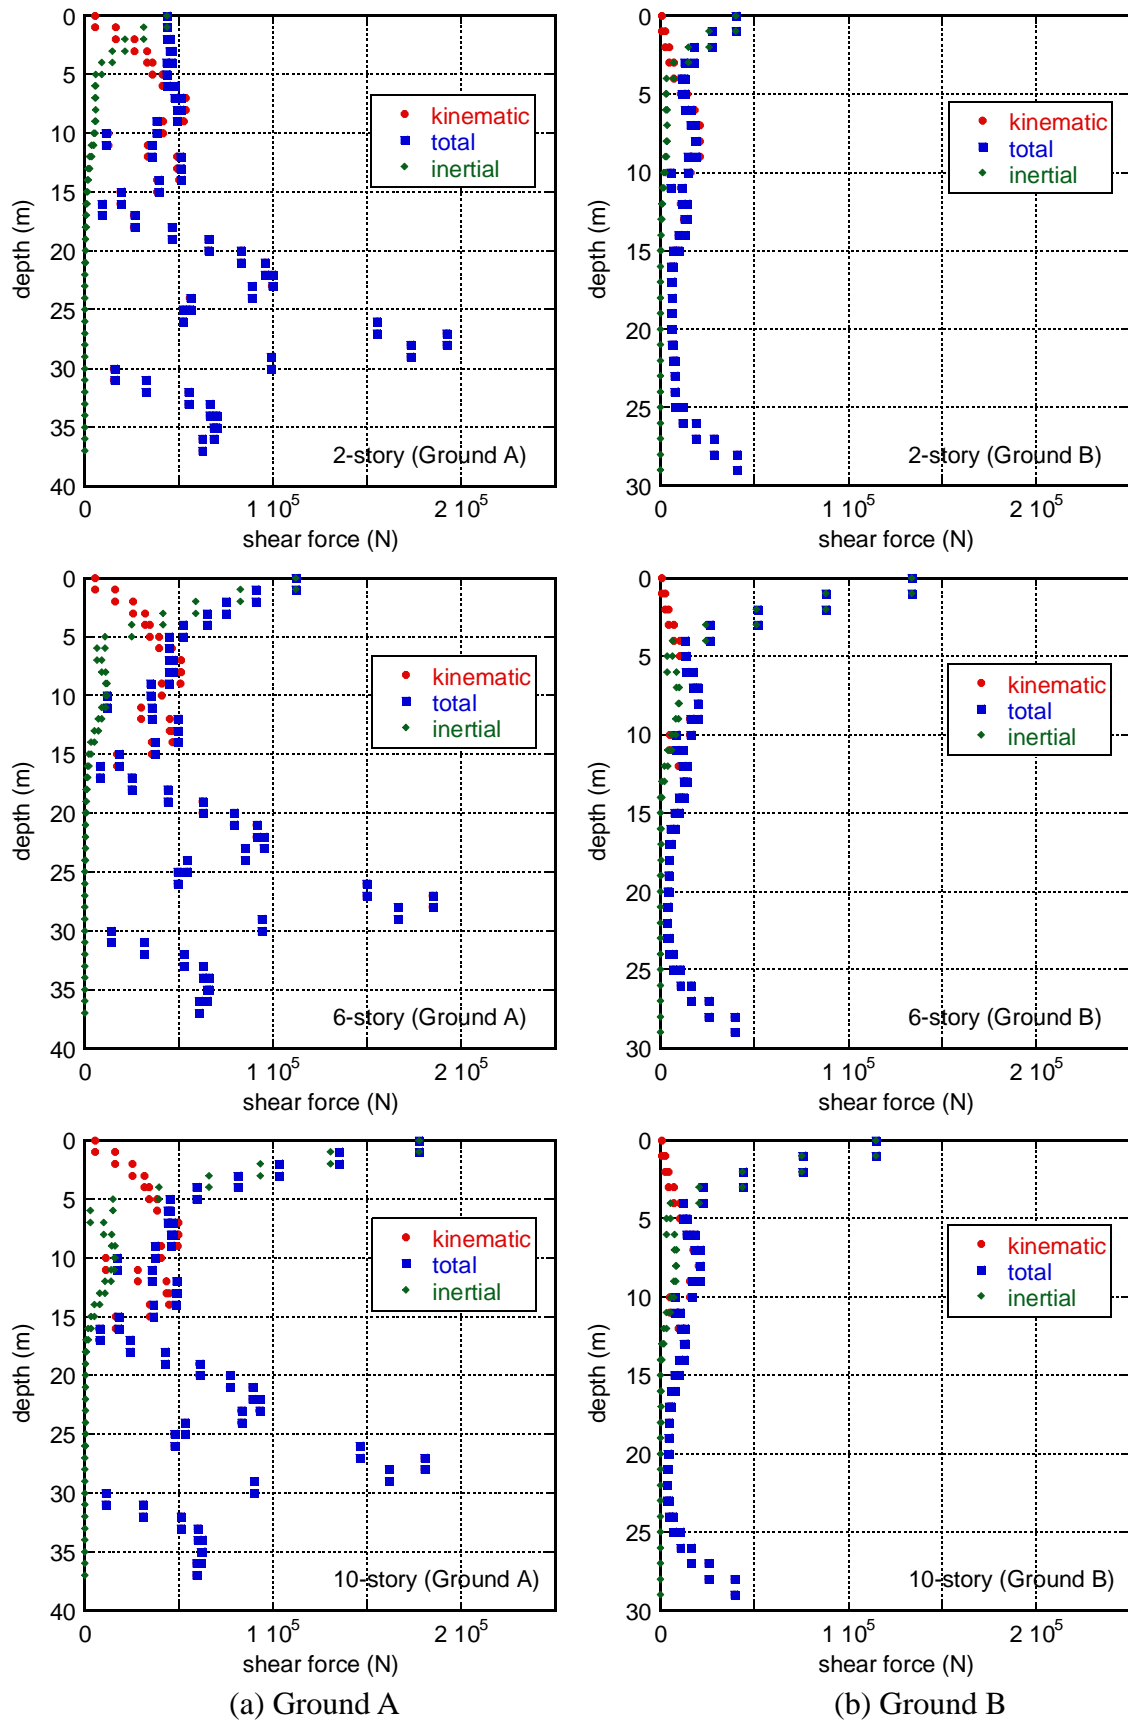 0
5
10
15
20
25
30
35
40
depth (m)
kinematic
total
inertial
2-story (Ground A)
0
1 10^5
2 10^5
shear force (N)
0
5
10
15
20
25
30
depth (m)
kinematic
total
inertial
2-story (Ground B)
0
1 10^5
2 10^5
shear force (N)
0
5
10
15
20
25
30
35
40
depth (m)
kinematic
total
inertial
6-story (Ground A)
0
1 10^5
2 10^5
shear force (N)
0
5
10
15
20
25
30
depth (m)
kinematic
total
inertial
6-story (Ground B)
0
1 10^5
2 10^5
shear force (N)
0
5
10
15
20
25
30
35
40
depth (m)
kinematic
total
inertial
10-story (Ground A)
0
1 10^5
2 10^5
shear force (N)
0
5
10
15
20
25
30
depth (m)
kinematic
total
inertial
10-story (Ground B)
0
1 10^5
2 10^5
shear force (N)
(a) Ground A
(b) Ground B